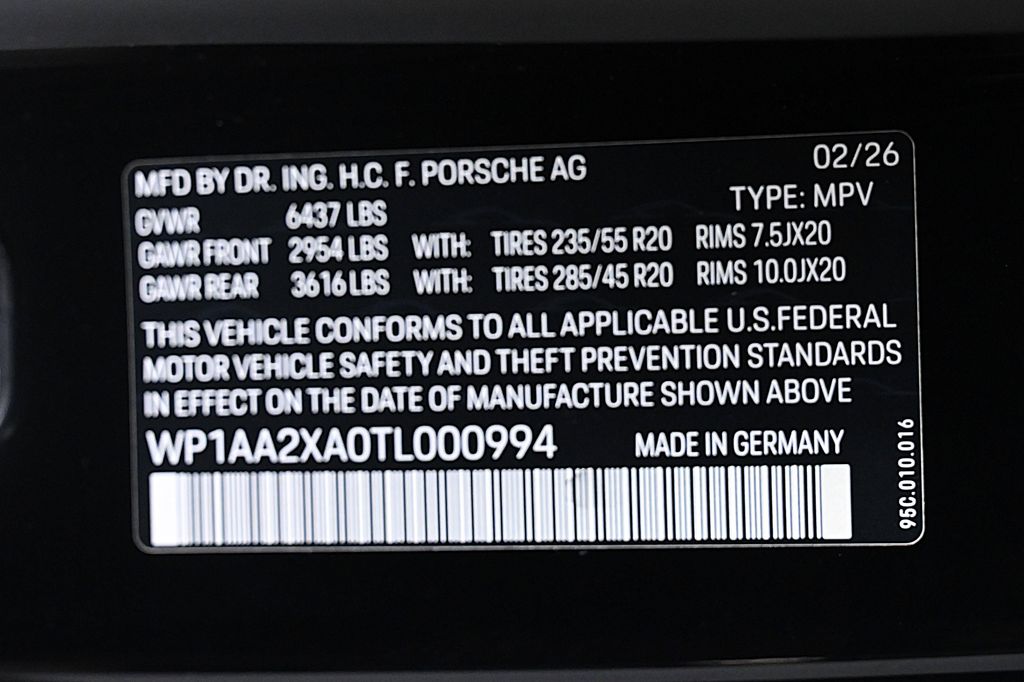 MFD BY DR. ING. H.C. F. PORSCHE AG 02/26
TYPE: MPV
GVWR 6437 LBS
GAWR FRONT 2954 LBS WITH: TIRES 235/55 R20 RIMS 7.5JX20
GAWR REAR 3616 LBS WITH: TIRES 285/45 R20 RIMS 10.0JX20
THIS VEHICLE CONFORMS TO ALL APPLICABLE U.S.FEDERAL
MOTOR VEHICLE SAFETY AND THEFT PREVENTION STANDARDS
IN EFFECT ON THE DATE OF MANUFACTURE SHOWN ABOVE
WP1AA2XA0TL000994 MADE IN GERMANY
95C.010.016